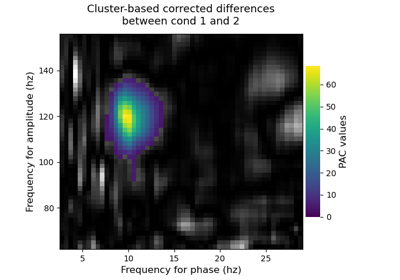 Cluster-based corrected differences
between cond 1 and 2
Frequency for amplitude (hz)
140
120
100
80
5 10 15 20 25
Frequency for phase (hz)
60
50
40
30
20
10
0
PAC values